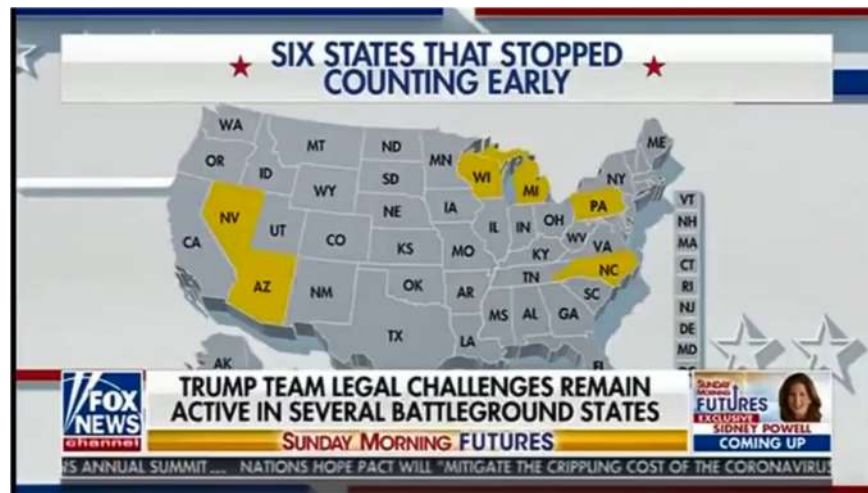 SIX STATES THAT STOPPED
COUNTING EARLY
WA
MT
ND
MN
ME
OR
ID
WY
SD
WI
MI
NY
NV
UT
NE
IA
IL
IN
OH
PA
CA
CO
KS
MO
KY
WV
VA
AZ
NM
OK
AR
TN
NC
TX
LA
MS
AL
GA
SC
AK
VT
NH
MA
CT
RI
NJ
DE
MD
FOX
NEWS
channel
TRUMP TEAM LEGAL CHALLENGES REMAIN
ACTIVE IN SEVERAL BATTLEGROUND STATES
SUNDAY MORNING FUTURES
SUNDAY MORNING
FUTURES
EXCLUSIVE
SIDNEY POWELL
COMING UP
ANNUAL SUMMIT... NATIONS HOPE PACT WILL "MITIGATE THE CRIPPLING COST OF THE CORONAVIRUS